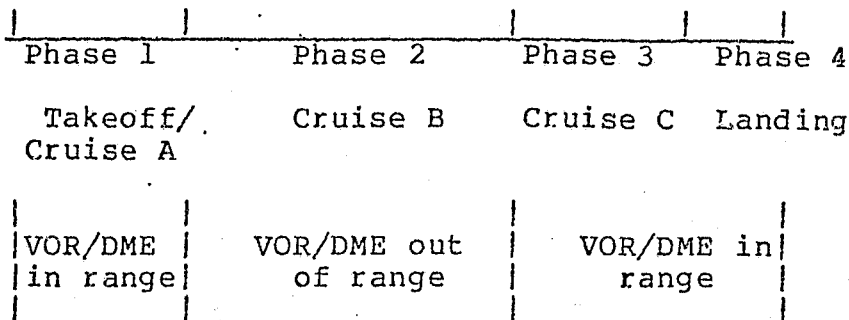 Phase 1 Phase 2 Phase 3 Phase 4
Takeoff/ Cruise B Cruise C Landing
Cruise A
VOR/DME VOR/DME out VOR/DME in
in range of range range